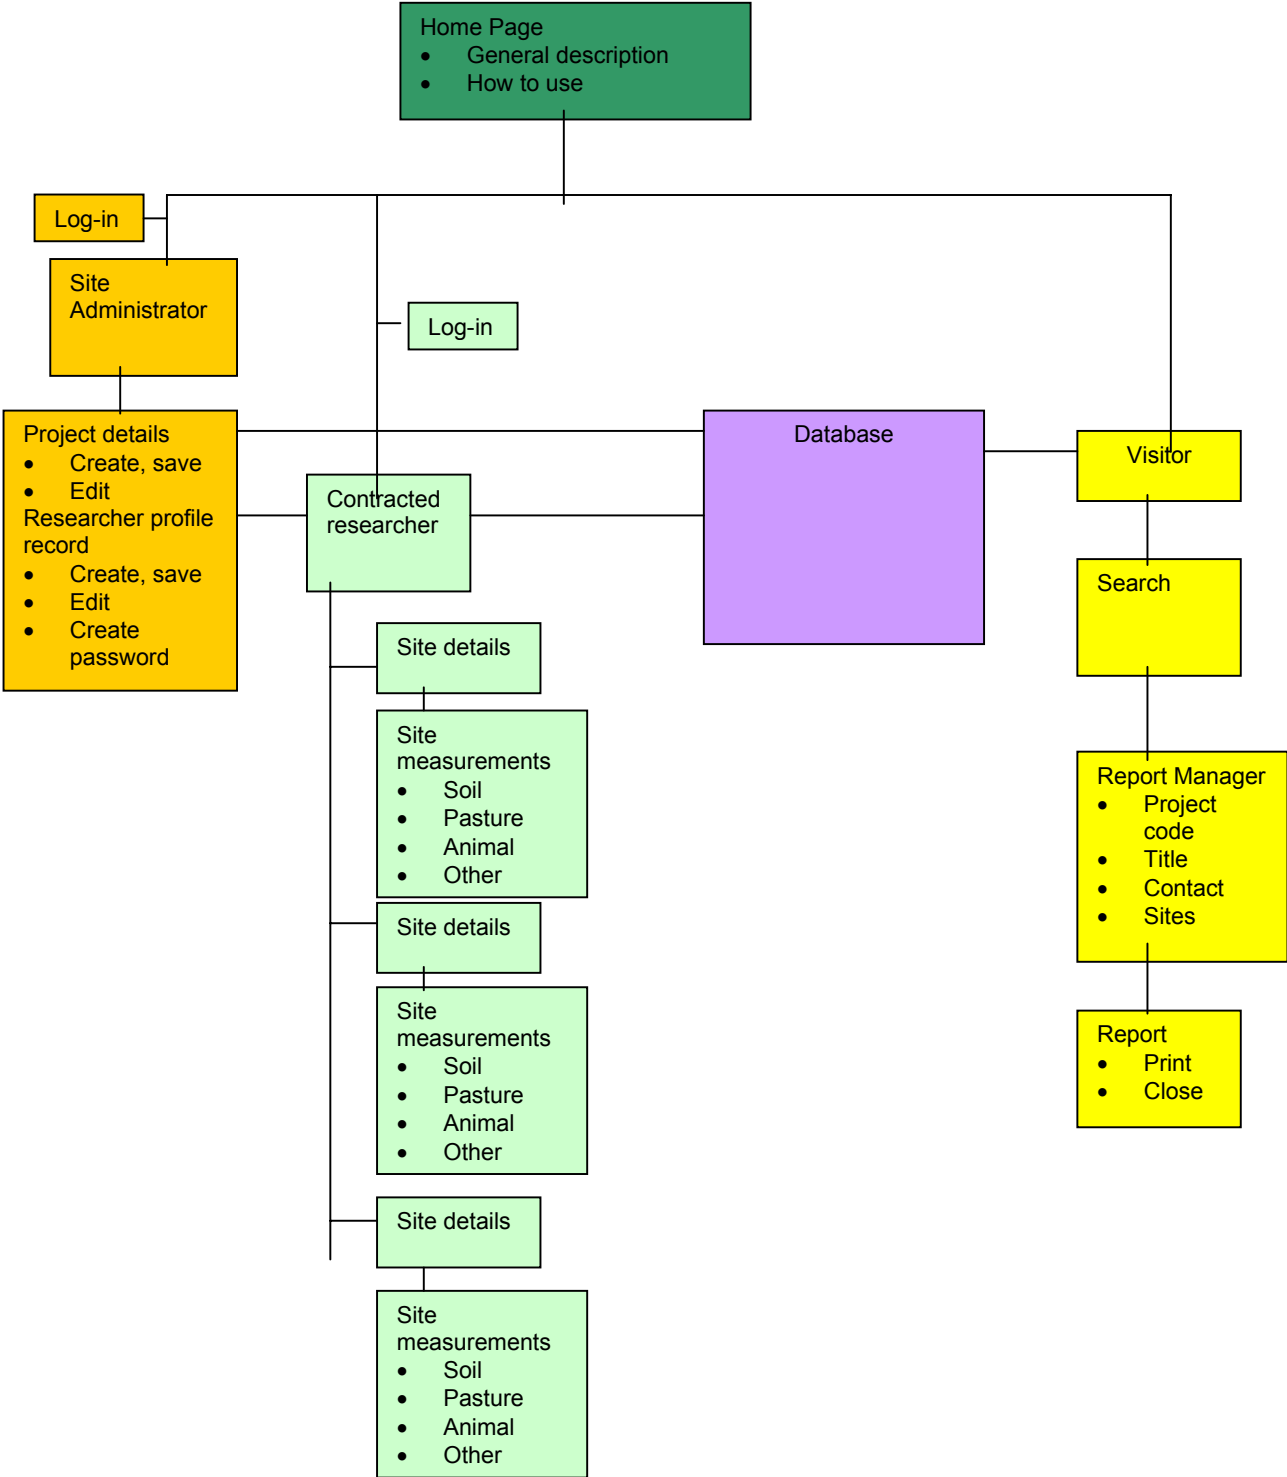 Home Page
• General description
• How to use
Log-in
Site
Administrator
Log-in
Project details
• Create, save
• Edit
Researcher profile
record
• Create, save
• Edit
• Create
password
Contracted
researcher
Database
Visitor
Search
Site details
Site
measurements
• Soil
• Pasture
• Animal
• Other
Site details
Site
measurements
• Soil
• Pasture
• Animal
• Other
Site details
Site
measurements
• Soil
• Pasture
• Animal
• Other
Report Manager
• Project
code
• Title
• Contact
• Sites
Report
• Print
• Close